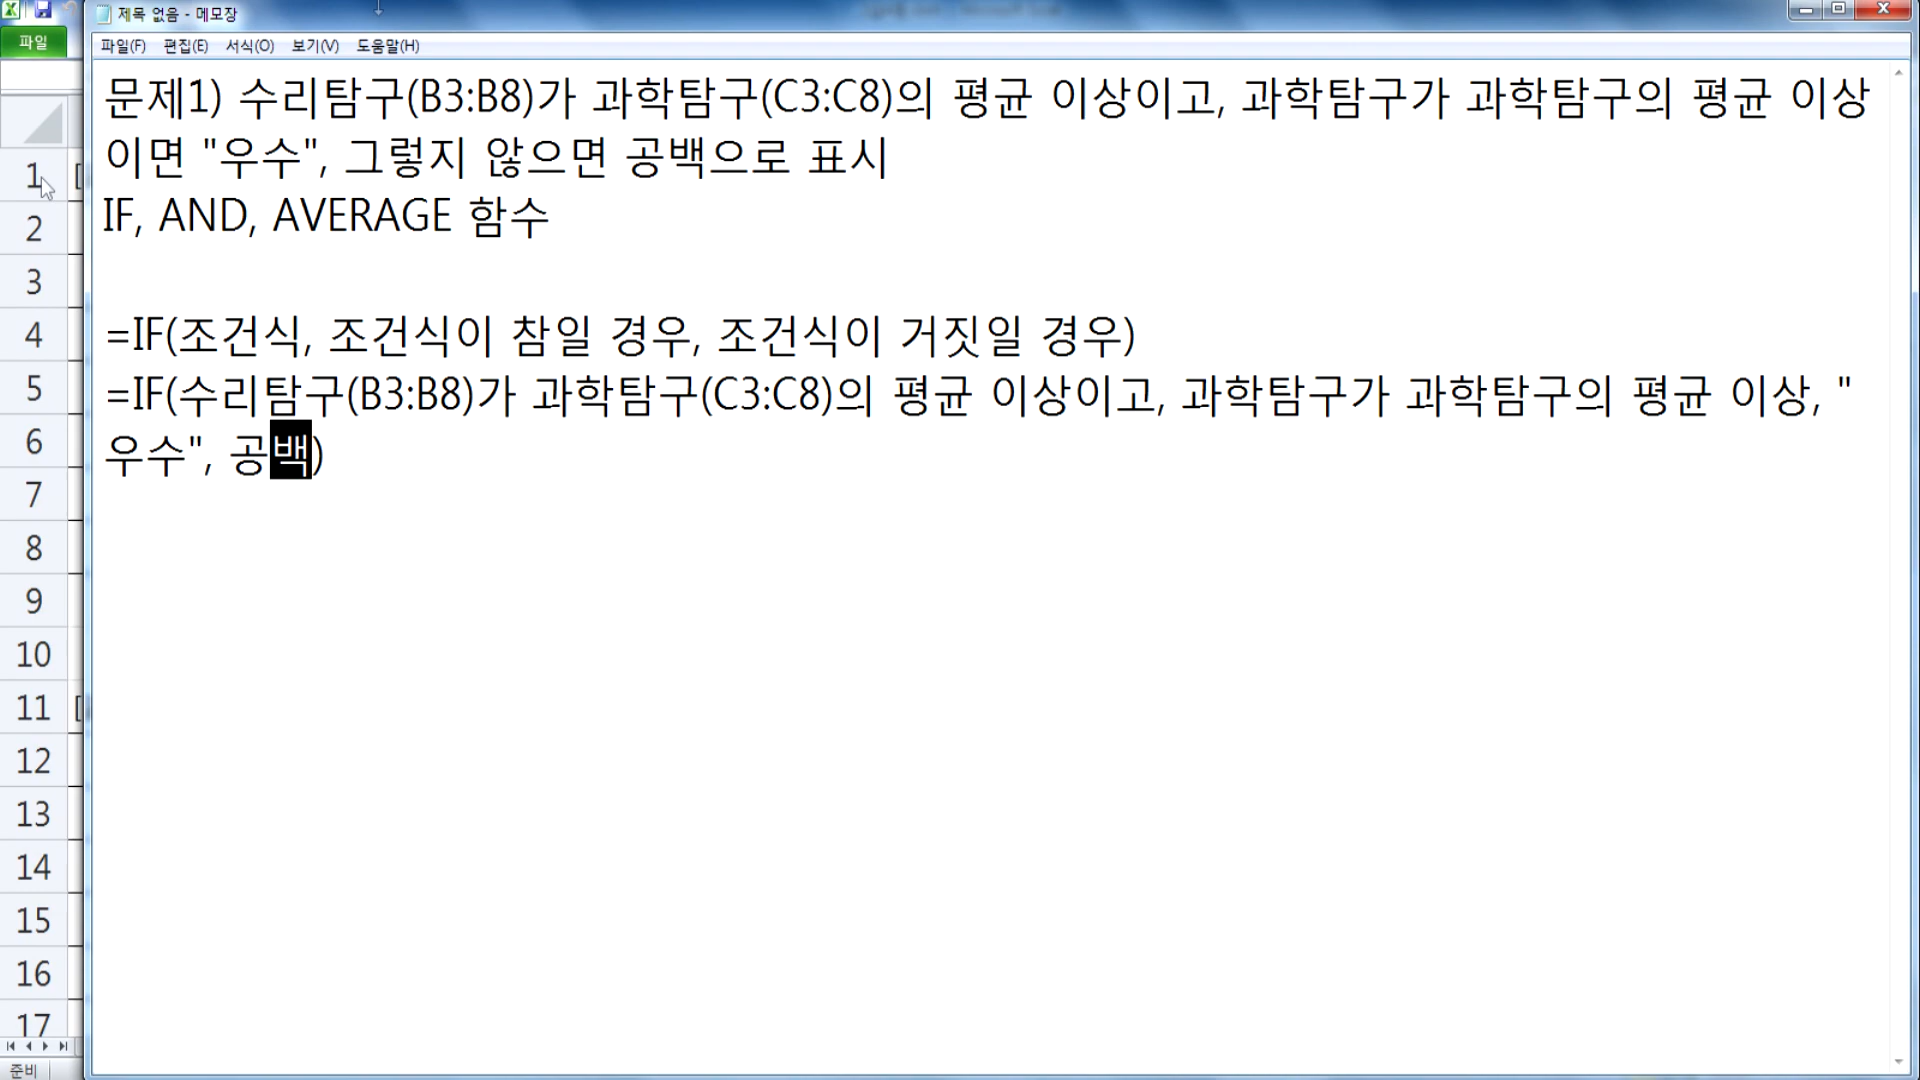 제목 없음 - 메모장
파일
파일(F) 편집(E) 서식(O) 보기(V) 도움말(H)
문제1) 수리탐구(B3:B8)가 과학탐구(C3:C8)의 평균 이상이고, 과학탐구가 과학탐구의 평균 이상
이면 "우수", 그렇지 않으면 공백으로 표시
IF, AND, AVERAGE 함수
=IF(조건식, 조건식이 참일 경우, 조건식이 거짓일 경우)
=IF(수리탐구(B3:B8)가 과학탐구(C3:C8)의 평균 이상이고, 과학탐구가 과학탐구의 평균 이상, "
우수", 공백)
1 [
2
3
4
5
6
7
8
9
10
11 [
12
13
14
15
16
17
준비